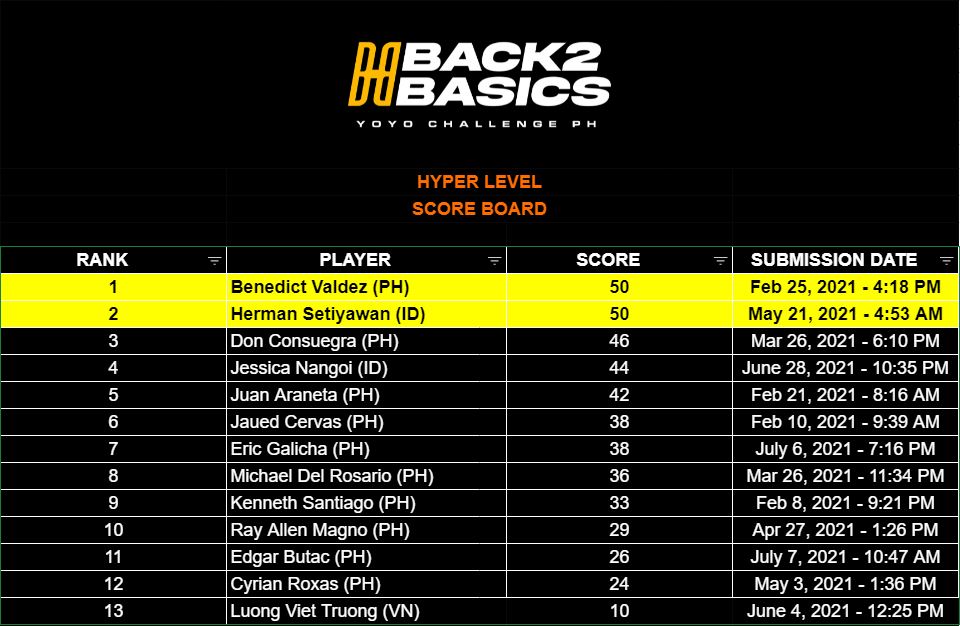 BACK2
BASICS
YOYO CHALLENGE PH
HYPER LEVEL
SCORE BOARD
RANK PLAYER SCORE SUBMISSION DATE
1 Benedict Valdez (PH) 50 Feb 25, 2021 - 4:18 PM
2 Herman Setiyawan (ID) 50 May 21, 2021 - 4:53 AM
3 Don Consuegra (PH) 46 Mar 26, 2021 - 6:10 PM
4 Jessica Nangoi (ID) 44 June 28, 2021 - 10:35 PM
5 Juan Araneta (PH) 42 Feb 21, 2021 - 8:16 AM
6 Jaued Cervas (PH) 38 Feb 10, 2021 - 9:39 AM
7 Eric Galicha (PH) 38 July 6, 2021 - 7:16 PM
8 Michael Del Rosario (PH) 36 Mar 26, 2021 - 11:34 PM
9 Kenneth Santiago (PH) 33 Feb 8, 2021 - 9:21 PM
10 Ray Allen Magno (PH) 29 Apr 27, 2021 - 1:26 PM
11 Edgar Butac (PH) 26 July 7, 2021 - 10:47 AM
12 Cyrian Roxas (PH) 24 May 3, 2021 - 1:36 PM
13 Luong Viet Truong (VN) 10 June 4, 2021 - 12:25 PM